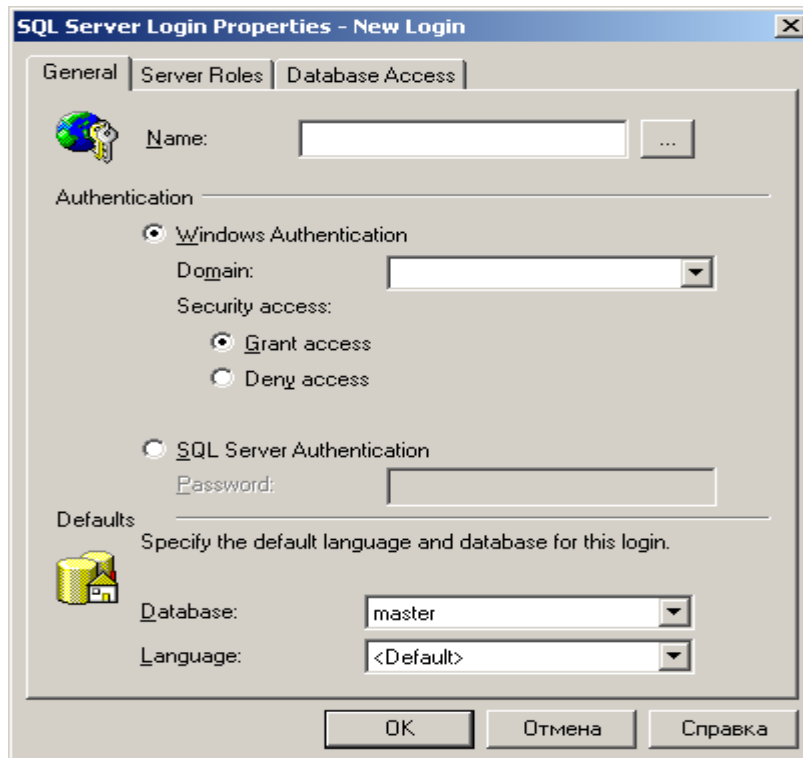 SQL Server Login Properties - New Login
General Server Roles Database Access
Name: ...
Authentication
Windows Authentication
Domain:
Security access:
Grant access
Deny access
SQL Server Authentication
Password:
Defaults
Specify the default language and database for this login.
Database: master
Language: <Default>
OK Отмена Справка